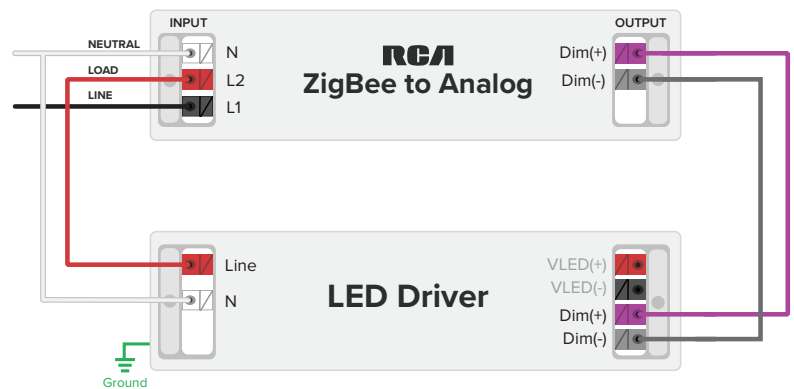 INPUT
OUTPUT
NEUTRAL
N
RCA
Dim(+)
LOAD
L2
ZigBee to Analog
Dim(-)
LINE
L1
Line
VLED(+)
VLED(-)
N
LED Driver
Dim(+)
Dim(-)
Ground